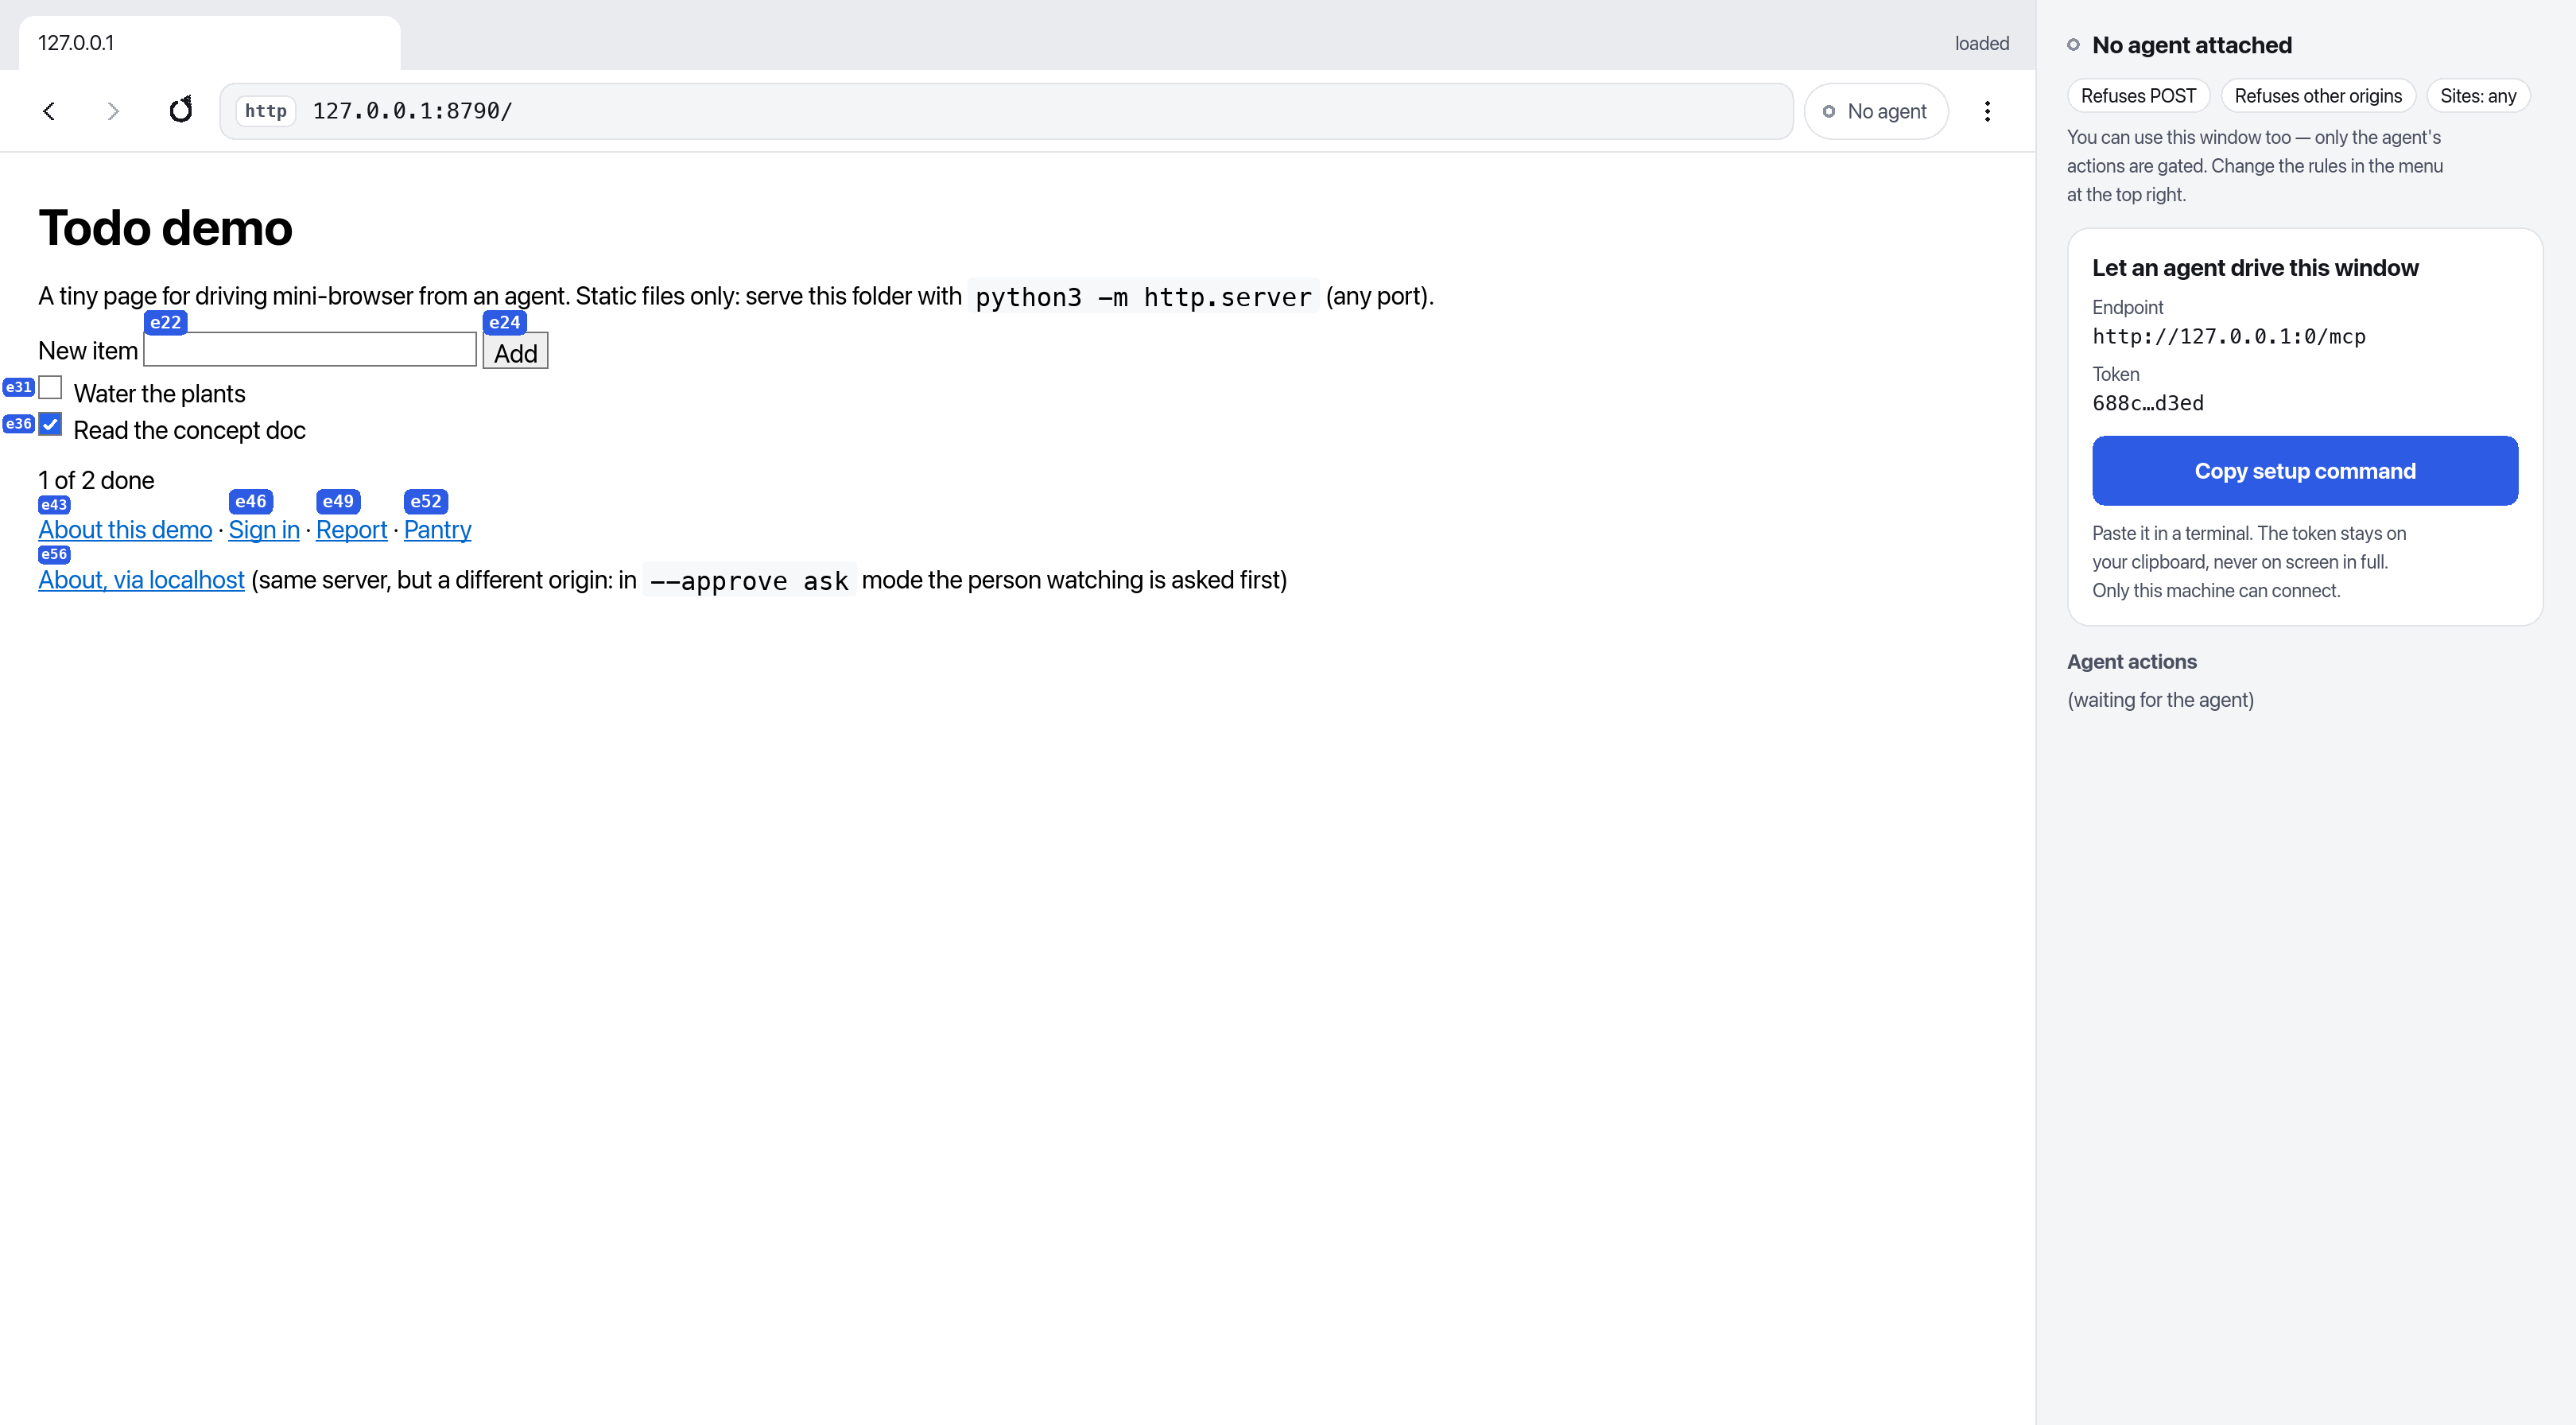 127.0.0.1
loaded
http 127.0.0.1:8790/
No agent
Todo demo
A tiny page for driving mini-browser from an agent. Static files only: serve this folder with python3 -m http.server (any port).
e22 e24
New item Add
e31 Water the plants
e36 Read the concept doc
1 of 2 done
e43 e46 e49 e52
About this demo · Sign in · Report · Pantry
e56
About, via localhost (same server, but a different origin: in --approve ask mode the person watching is asked first)
No agent attached
Refuses POST Refuses other origins Sites: any
You can use this window too — only the agent's
actions are gated. Change the rules in the menu
at the top right.
Let an agent drive this window
Endpoint
http://127.0.0.1:0/mcp
Token
688c…d3ed
Copy setup command
Paste it in a terminal. The token stays on
your clipboard, never on screen in full.
Only this machine can connect.
Agent actions
(waiting for the agent)